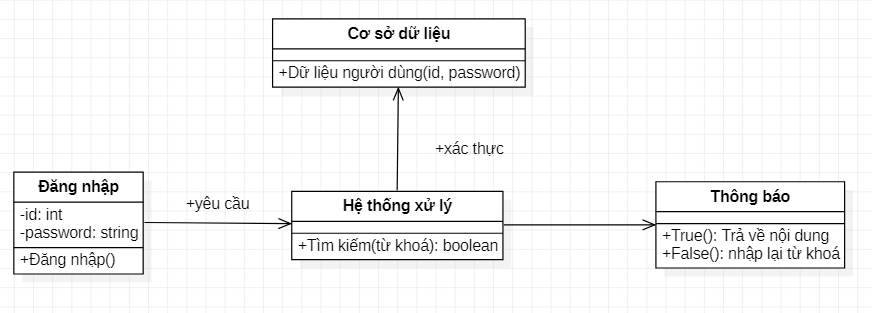 Cơ sở dữ liệu
+Dữ liệu người dùng(id, password)
+xác thực
Đăng nhập
-id: int
-password: string
+Đăng nhập()
+yêu cầu
Hệ thống xử lý
+Tìm kiếm(từ khoá): boolean
Thông báo
+True(): Trả về nội dung
+False(): nhập lại từ khoá